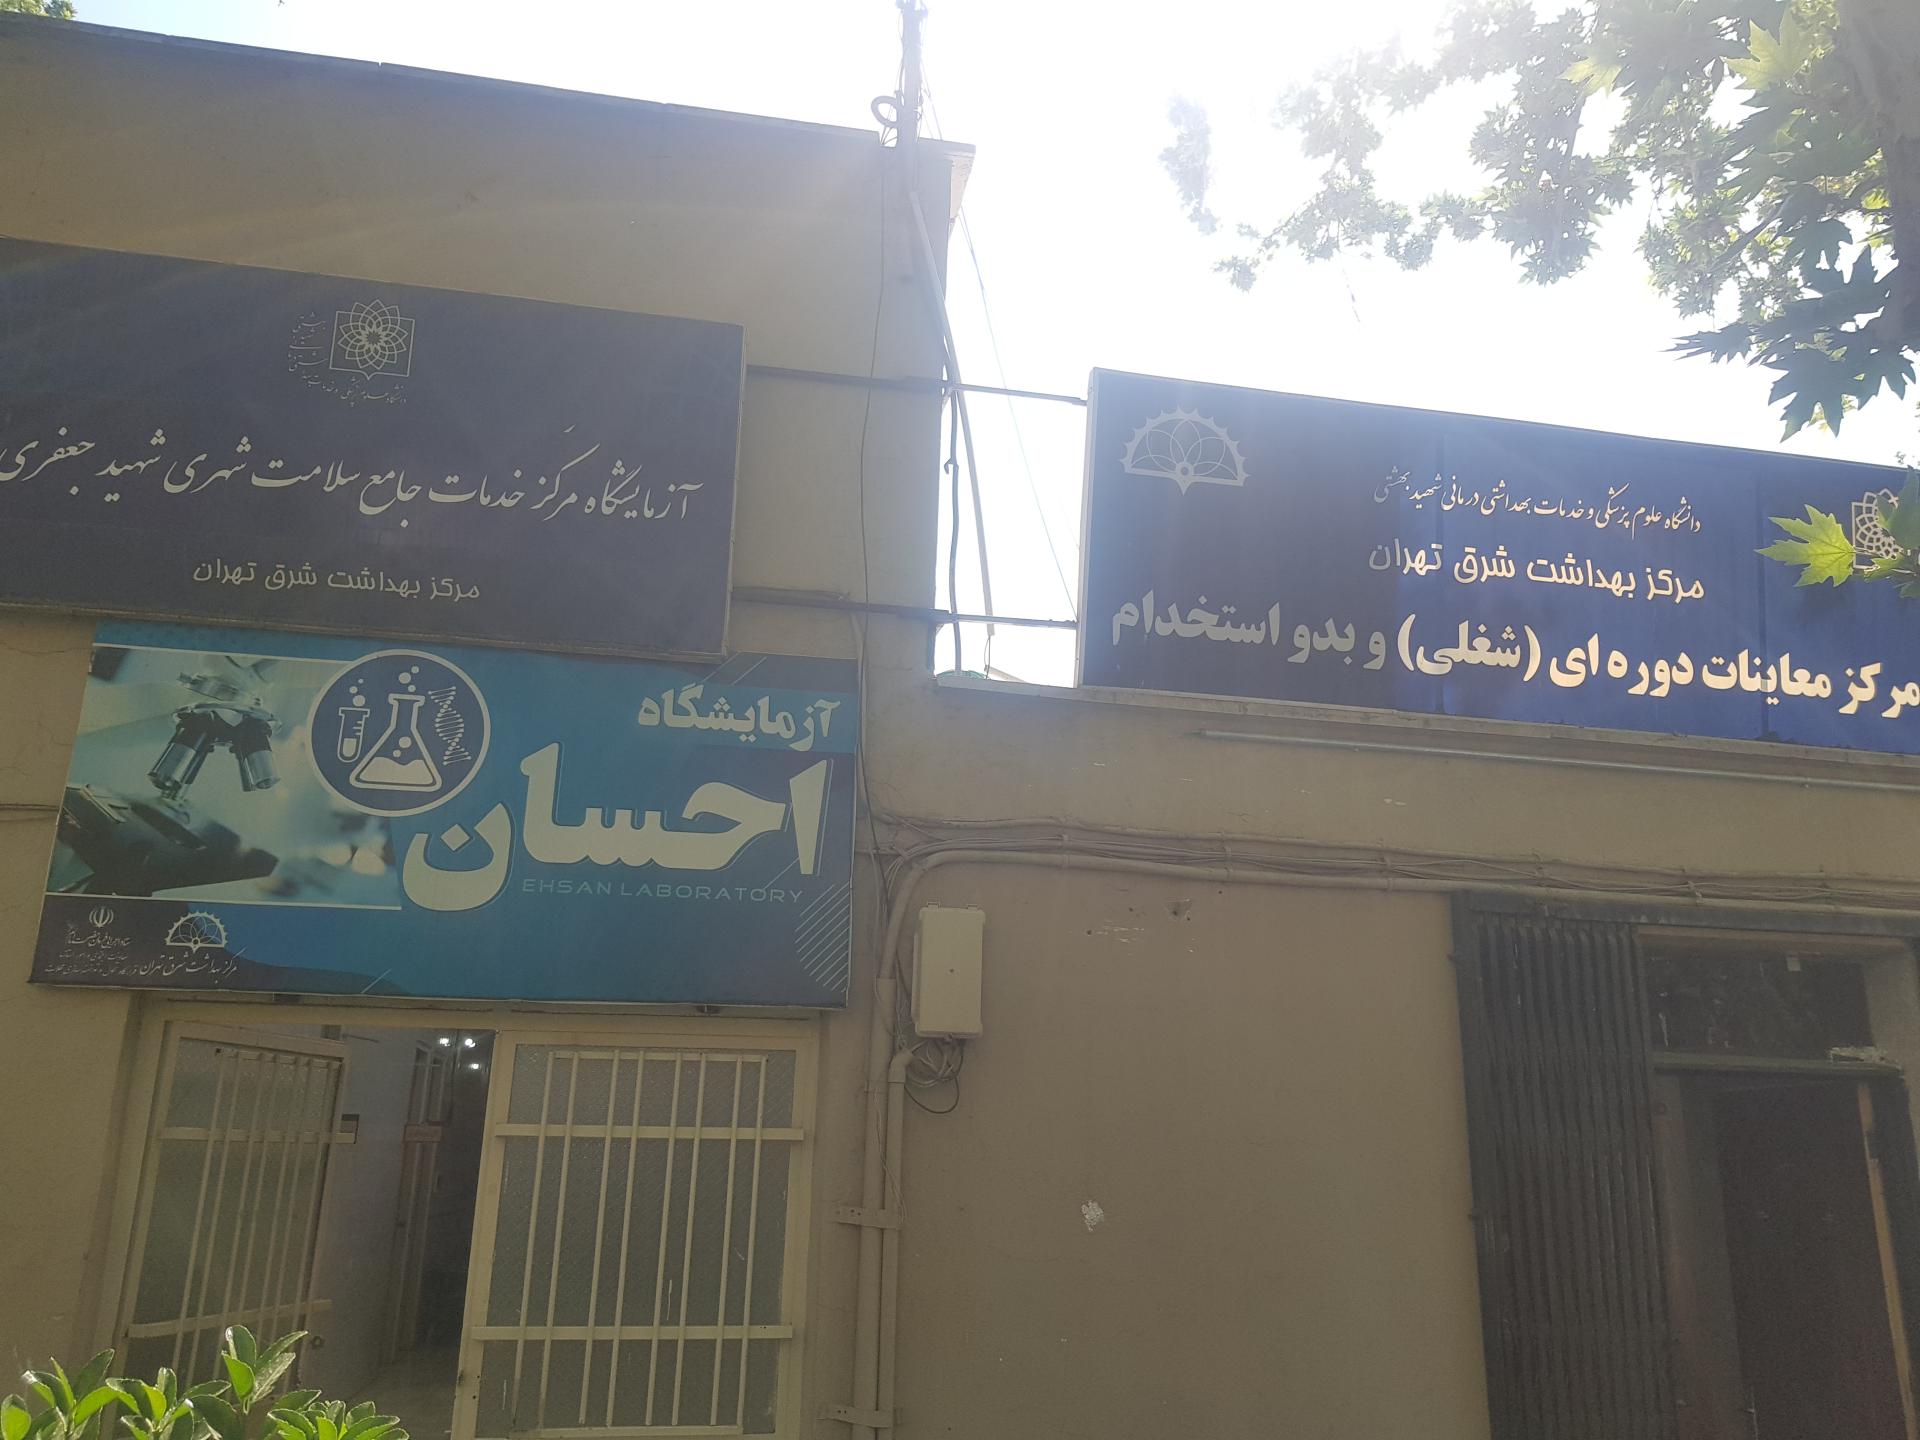 آزمایشگاه مرکز خدمات جامع سلامت شهری شهید جعفری
مرکز بهداشت شرق تهران
دانشگاه علوم پزشکی و خدمات بهداشتی درمانی شهید بهشتی
مرکز بهداشت شرق تهران
مرکز معاینات دوره ای (شغلی) و بدو استخدام
آزمایشگاه
احسان
EHSAN LABORATORY
مرکز بهداشت شرق تهران